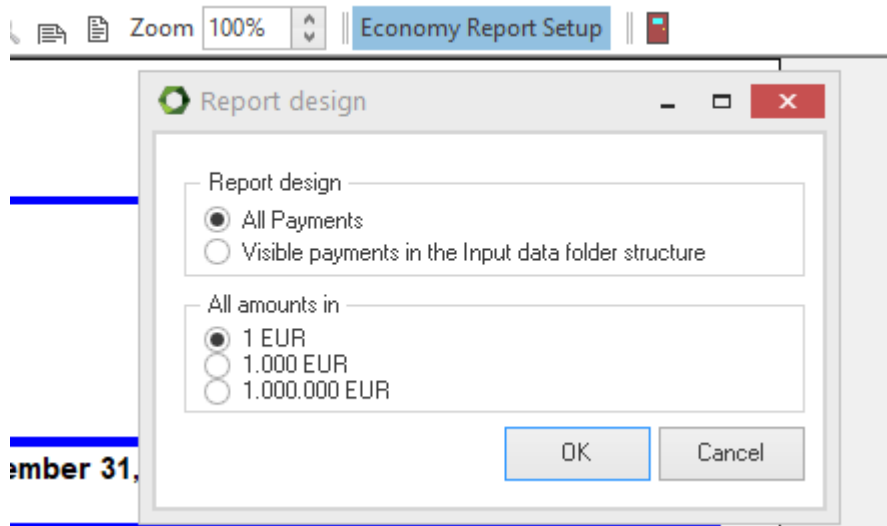 Zoom 100% Economy Report Setup
Report design
Report design
All Payments
Visible payments in the Input data folder structure
All amounts in
1 EUR
1.000 EUR
1.000.000 EUR
OK Cancel
ember 31,